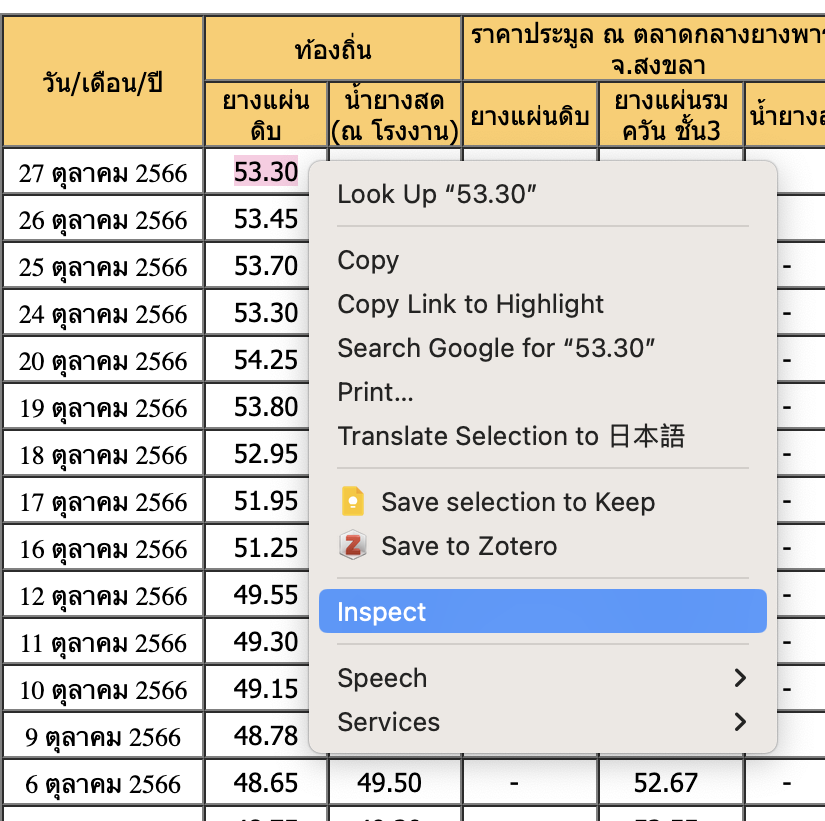 วัน/เดือน/ปี
ท้องถิ่น
ราคาประมูล ณ ตลาดกลางยางพารา
จ.สงขลา
ยางแผ่น
ดิบ
น้ำยางสด
(ณ โรงงาน)
ยางแผ่นดิบ
ยางแผ่นรม
ควัน ชั้น3
27 ตุลาคม 2566 53.30
26 ตุลาคม 2566 53.45
25 ตุลาคม 2566 53.70 -
24 ตุลาคม 2566 53.30 -
20 ตุลาคม 2566 54.25 -
19 ตุลาคม 2566 53.80 -
18 ตุลาคม 2566 52.95 -
17 ตุลาคม 2566 51.95 -
16 ตุลาคม 2566 51.25 -
12 ตุลาคม 2566 49.55 -
11 ตุลาคม 2566 49.30 -
10 ตุลาคม 2566 49.15 -
9 ตุลาคม 2566 48.78
6 ตุลาคม 2566 48.65 49.50 - 52.67 -
Look Up “53.30”
Copy
Copy Link to Highlight
Search Google for “53.30”
Print...
Translate Selection to 日本語
Save selection to Keep
Z Save to Zotero
Inspect
Speech
Services